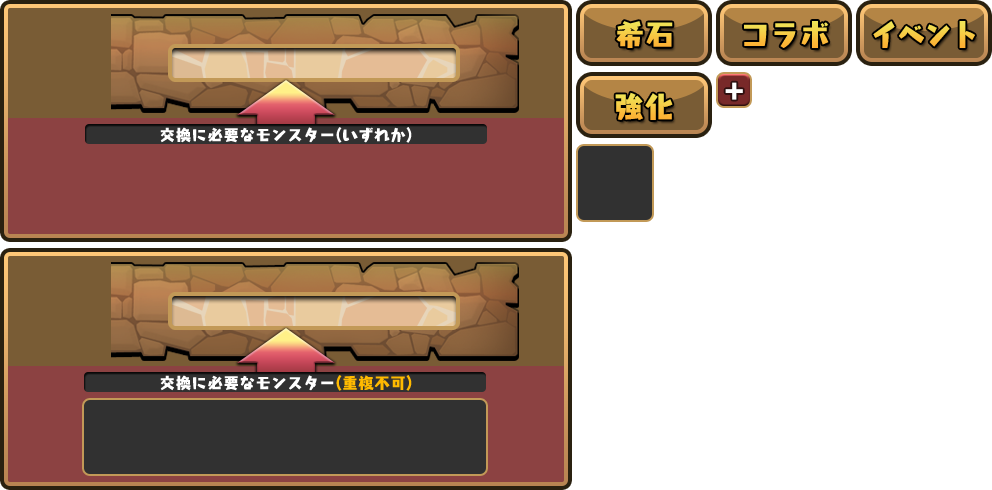 交換に必要なモンスター(いずれか)
交換に必要なモンスター(重複不可)
希石
コラボ
イベント
強化
+